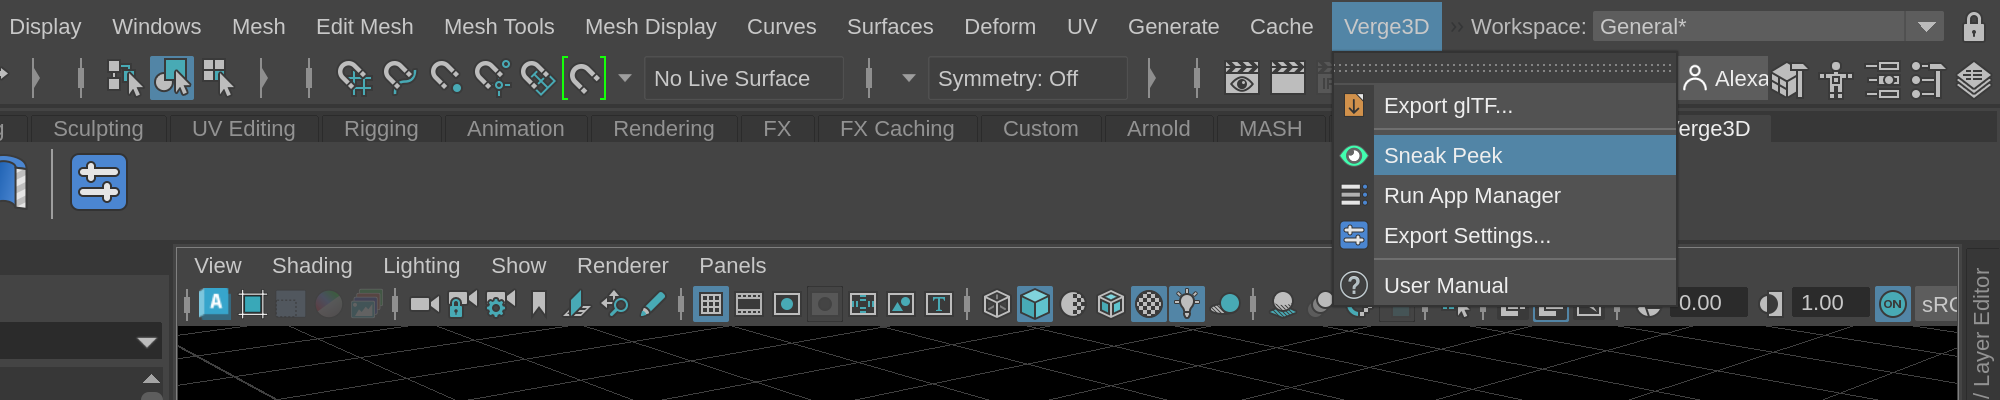 Display Windows Mesh Edit Mesh Mesh Tools Mesh Display Curves Surfaces Deform UV Generate Cache Verge3D » Workspace: General*
No Live Surface Symmetry: Off Alexa
g Sculpting UV Editing Rigging Animation Rendering FX FX Caching Custom Arnold MASH Verge3D
Export glTF...
Sneak Peek
Run App Manager
Export Settings...
User Manual
View Shading Lighting Show Renderer Panels
A T 0.00 1.00 ON sRG
/ Layer Editor